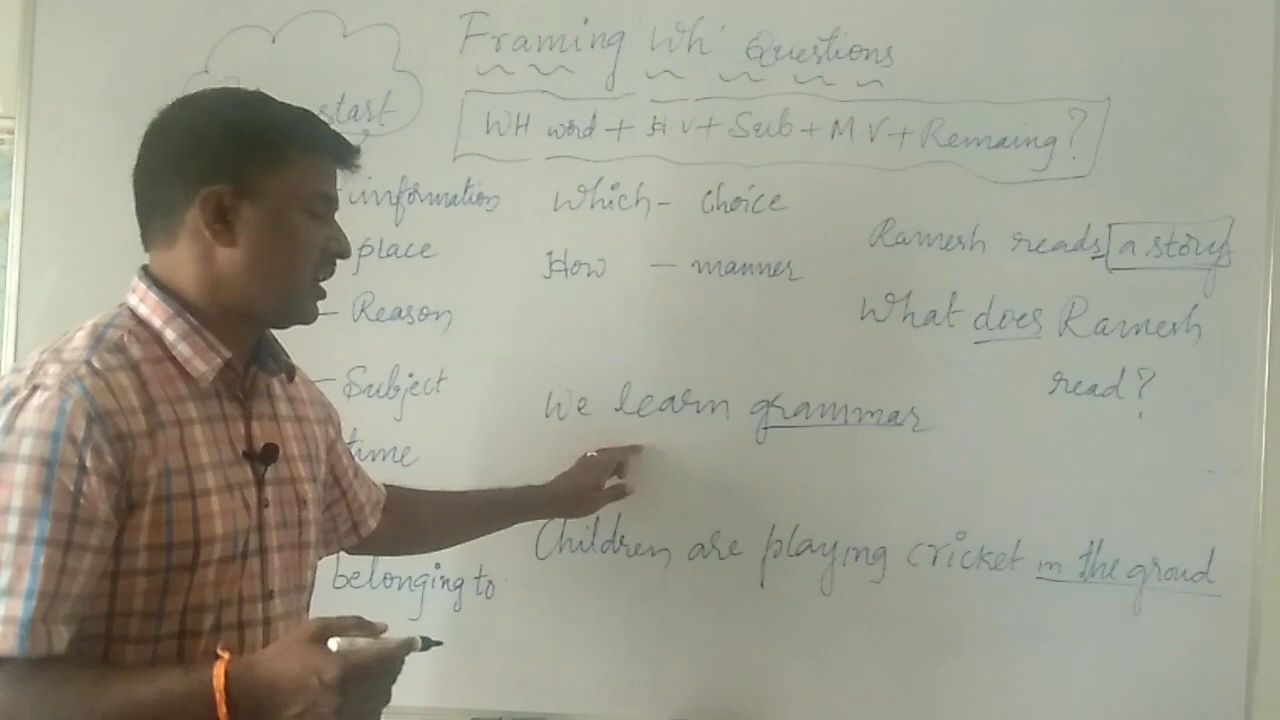 Framing Wh' Questions
start
WH word + H V + Sub + M V + Remaing?
- information
place
- Reason
- Subject
time
belonging to
Which - Choice
How - manner
Ramesh reads a story
What does Ramesh
read?
We learn grammar
Children are playing cricket in the groud